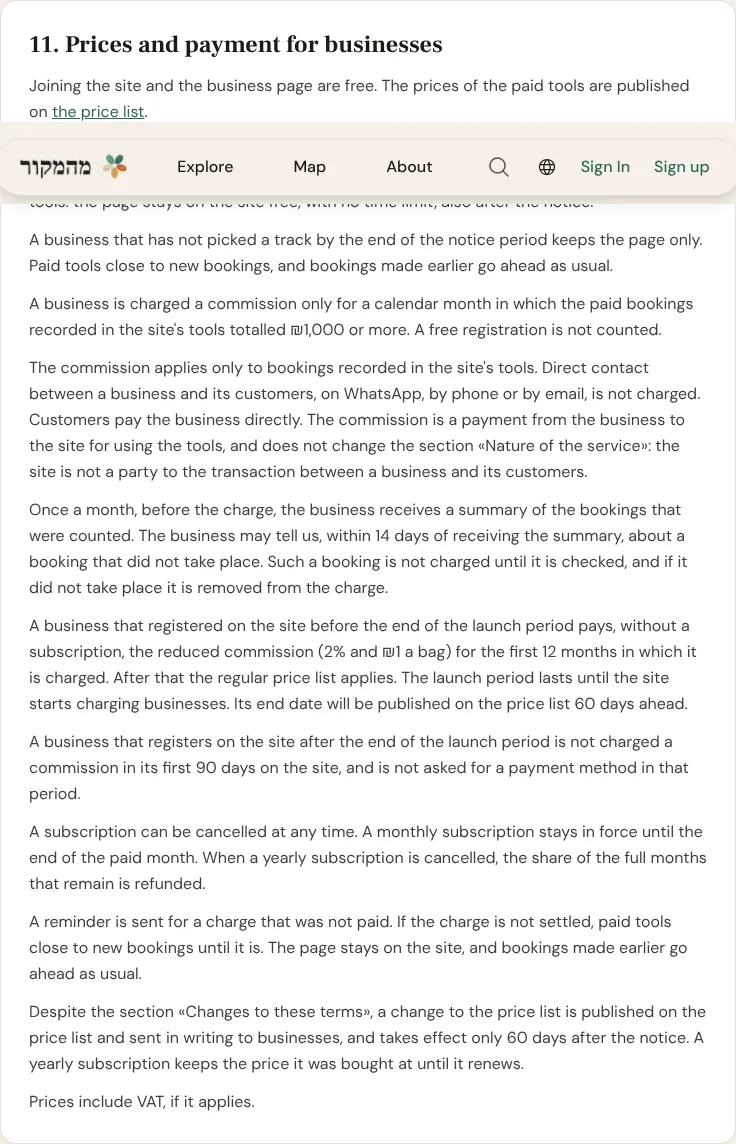 11. Prices and payment for businesses
Joining the site and the business page are free. The prices of the paid tools are published
on the price list.
מהמקור
Explore
Map
About
Sign In
Sign up
tools: the page stays on the site free, with no time limit, also after the notice.
A business that has not picked a track by the end of the notice period keeps the page only.
Paid tools close to new bookings, and bookings made earlier go ahead as usual.
A business is charged a commission only for a calendar month in which the paid bookings
recorded in the site's tools totalled ₪1,000 or more. A free registration is not counted.
The commission applies only to bookings recorded in the site's tools. Direct contact
between a business and its customers, on WhatsApp, by phone or by email, is not charged.
Customers pay the business directly. The commission is a payment from the business to
the site for using the tools, and does not change the section «Nature of the service»: the
site is not a party to the transaction between a business and its customers.
Once a month, before the charge, the business receives a summary of the bookings that
were counted. The business may tell us, within 14 days of receiving the summary, about a
booking that did not take place. Such a booking is not charged until it is checked, and if it
did not take place it is removed from the charge.
A business that registered on the site before the end of the launch period pays, without a
subscription, the reduced commission (2% and ₪1 a bag) for the first 12 months in which it
is charged. After that the regular price list applies. The launch period lasts until the site
starts charging businesses. Its end date will be published on the price list 60 days ahead.
A business that registers on the site after the end of the launch period is not charged a
commission in its first 90 days on the site, and is not asked for a payment method in that
period.
A subscription can be cancelled at any time. A monthly subscription stays in force until the
end of the paid month. When a yearly subscription is cancelled, the share of the full months
that remain is refunded.
A reminder is sent for a charge that was not paid. If the charge is not settled, paid tools
close to new bookings until it is. The page stays on the site, and bookings made earlier go
ahead as usual.
Despite the section «Changes to these terms», a change to the price list is published on the
price list and sent in writing to businesses, and takes effect only 60 days after the notice. A
yearly subscription keeps the price it was bought at until it renews.
Prices include VAT, if it applies.